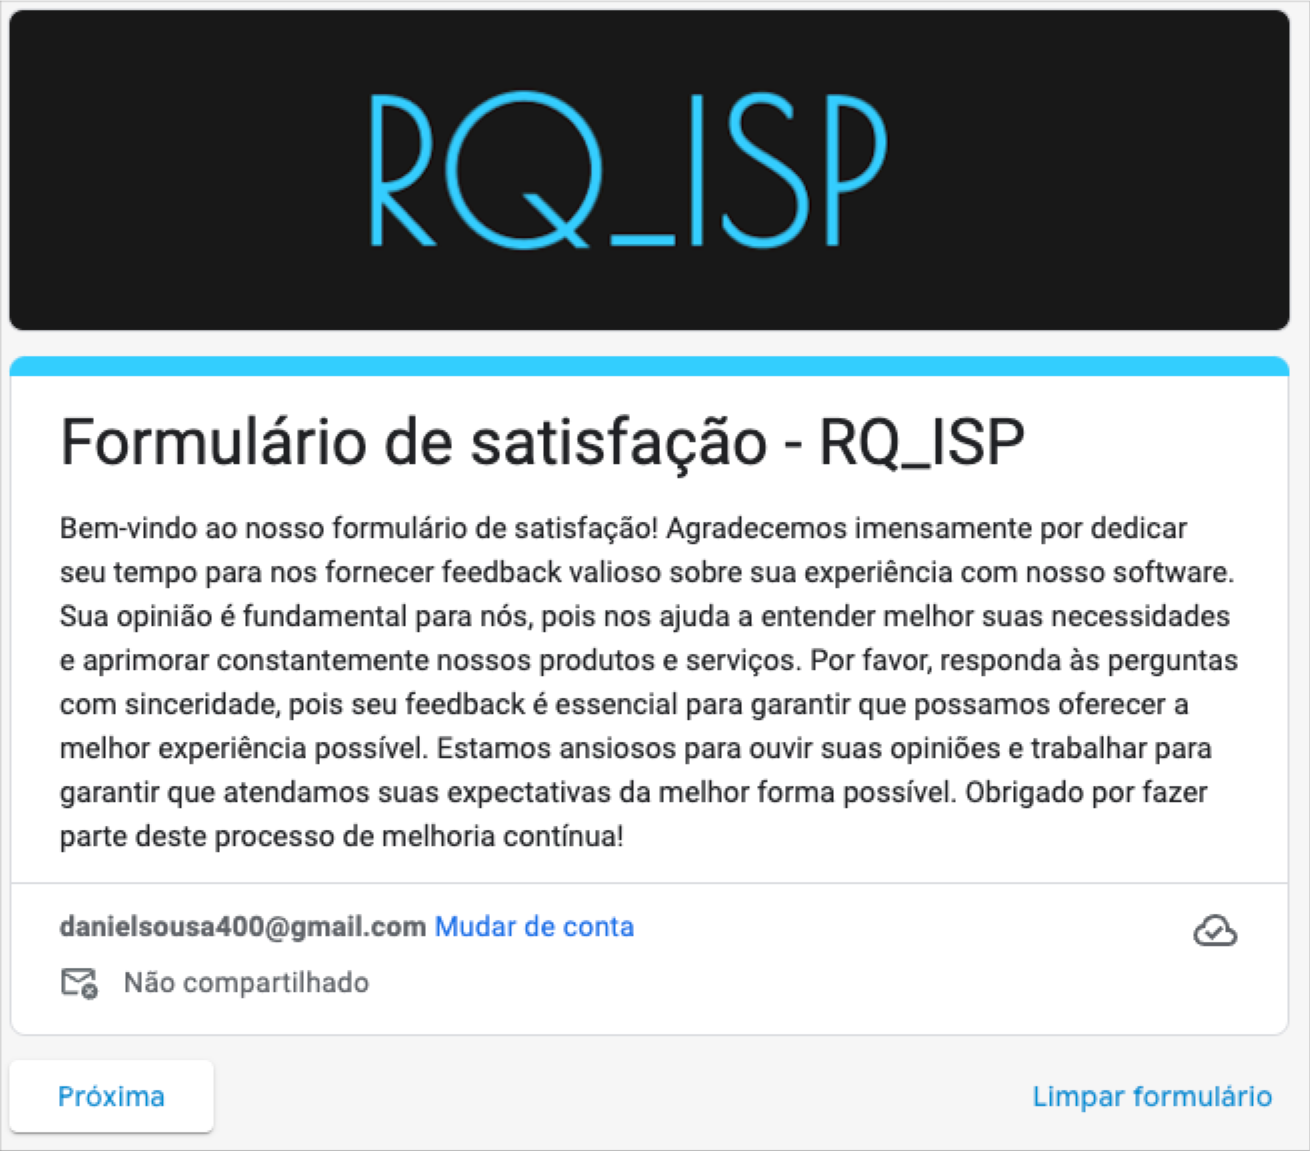 RQ_ISP
Formulário de satisfação - RQ_ISP
Bem-vindo ao nosso formulário de satisfação! Agradecemos imensamente por dedicar
seu tempo para nos fornecer feedback valioso sobre sua experiência com nosso software.
Sua opinião é fundamental para nós, pois nos ajuda a entender melhor suas necessidades
e aprimorar constantemente nossos produtos e serviços. Por favor, responda às perguntas
com sinceridade, pois seu feedback é essencial para garantir que possamos oferecer a
melhor experiência possível. Estamos ansiosos para ouvir suas opiniões e trabalhar para
garantir que atendamos suas expectativas da melhor forma possível. Obrigado por fazer
parte deste processo de melhoria contínua!
danielsousa400@gmail.com Mudar de conta
Não compartilhado
Próxima Limpar formulário